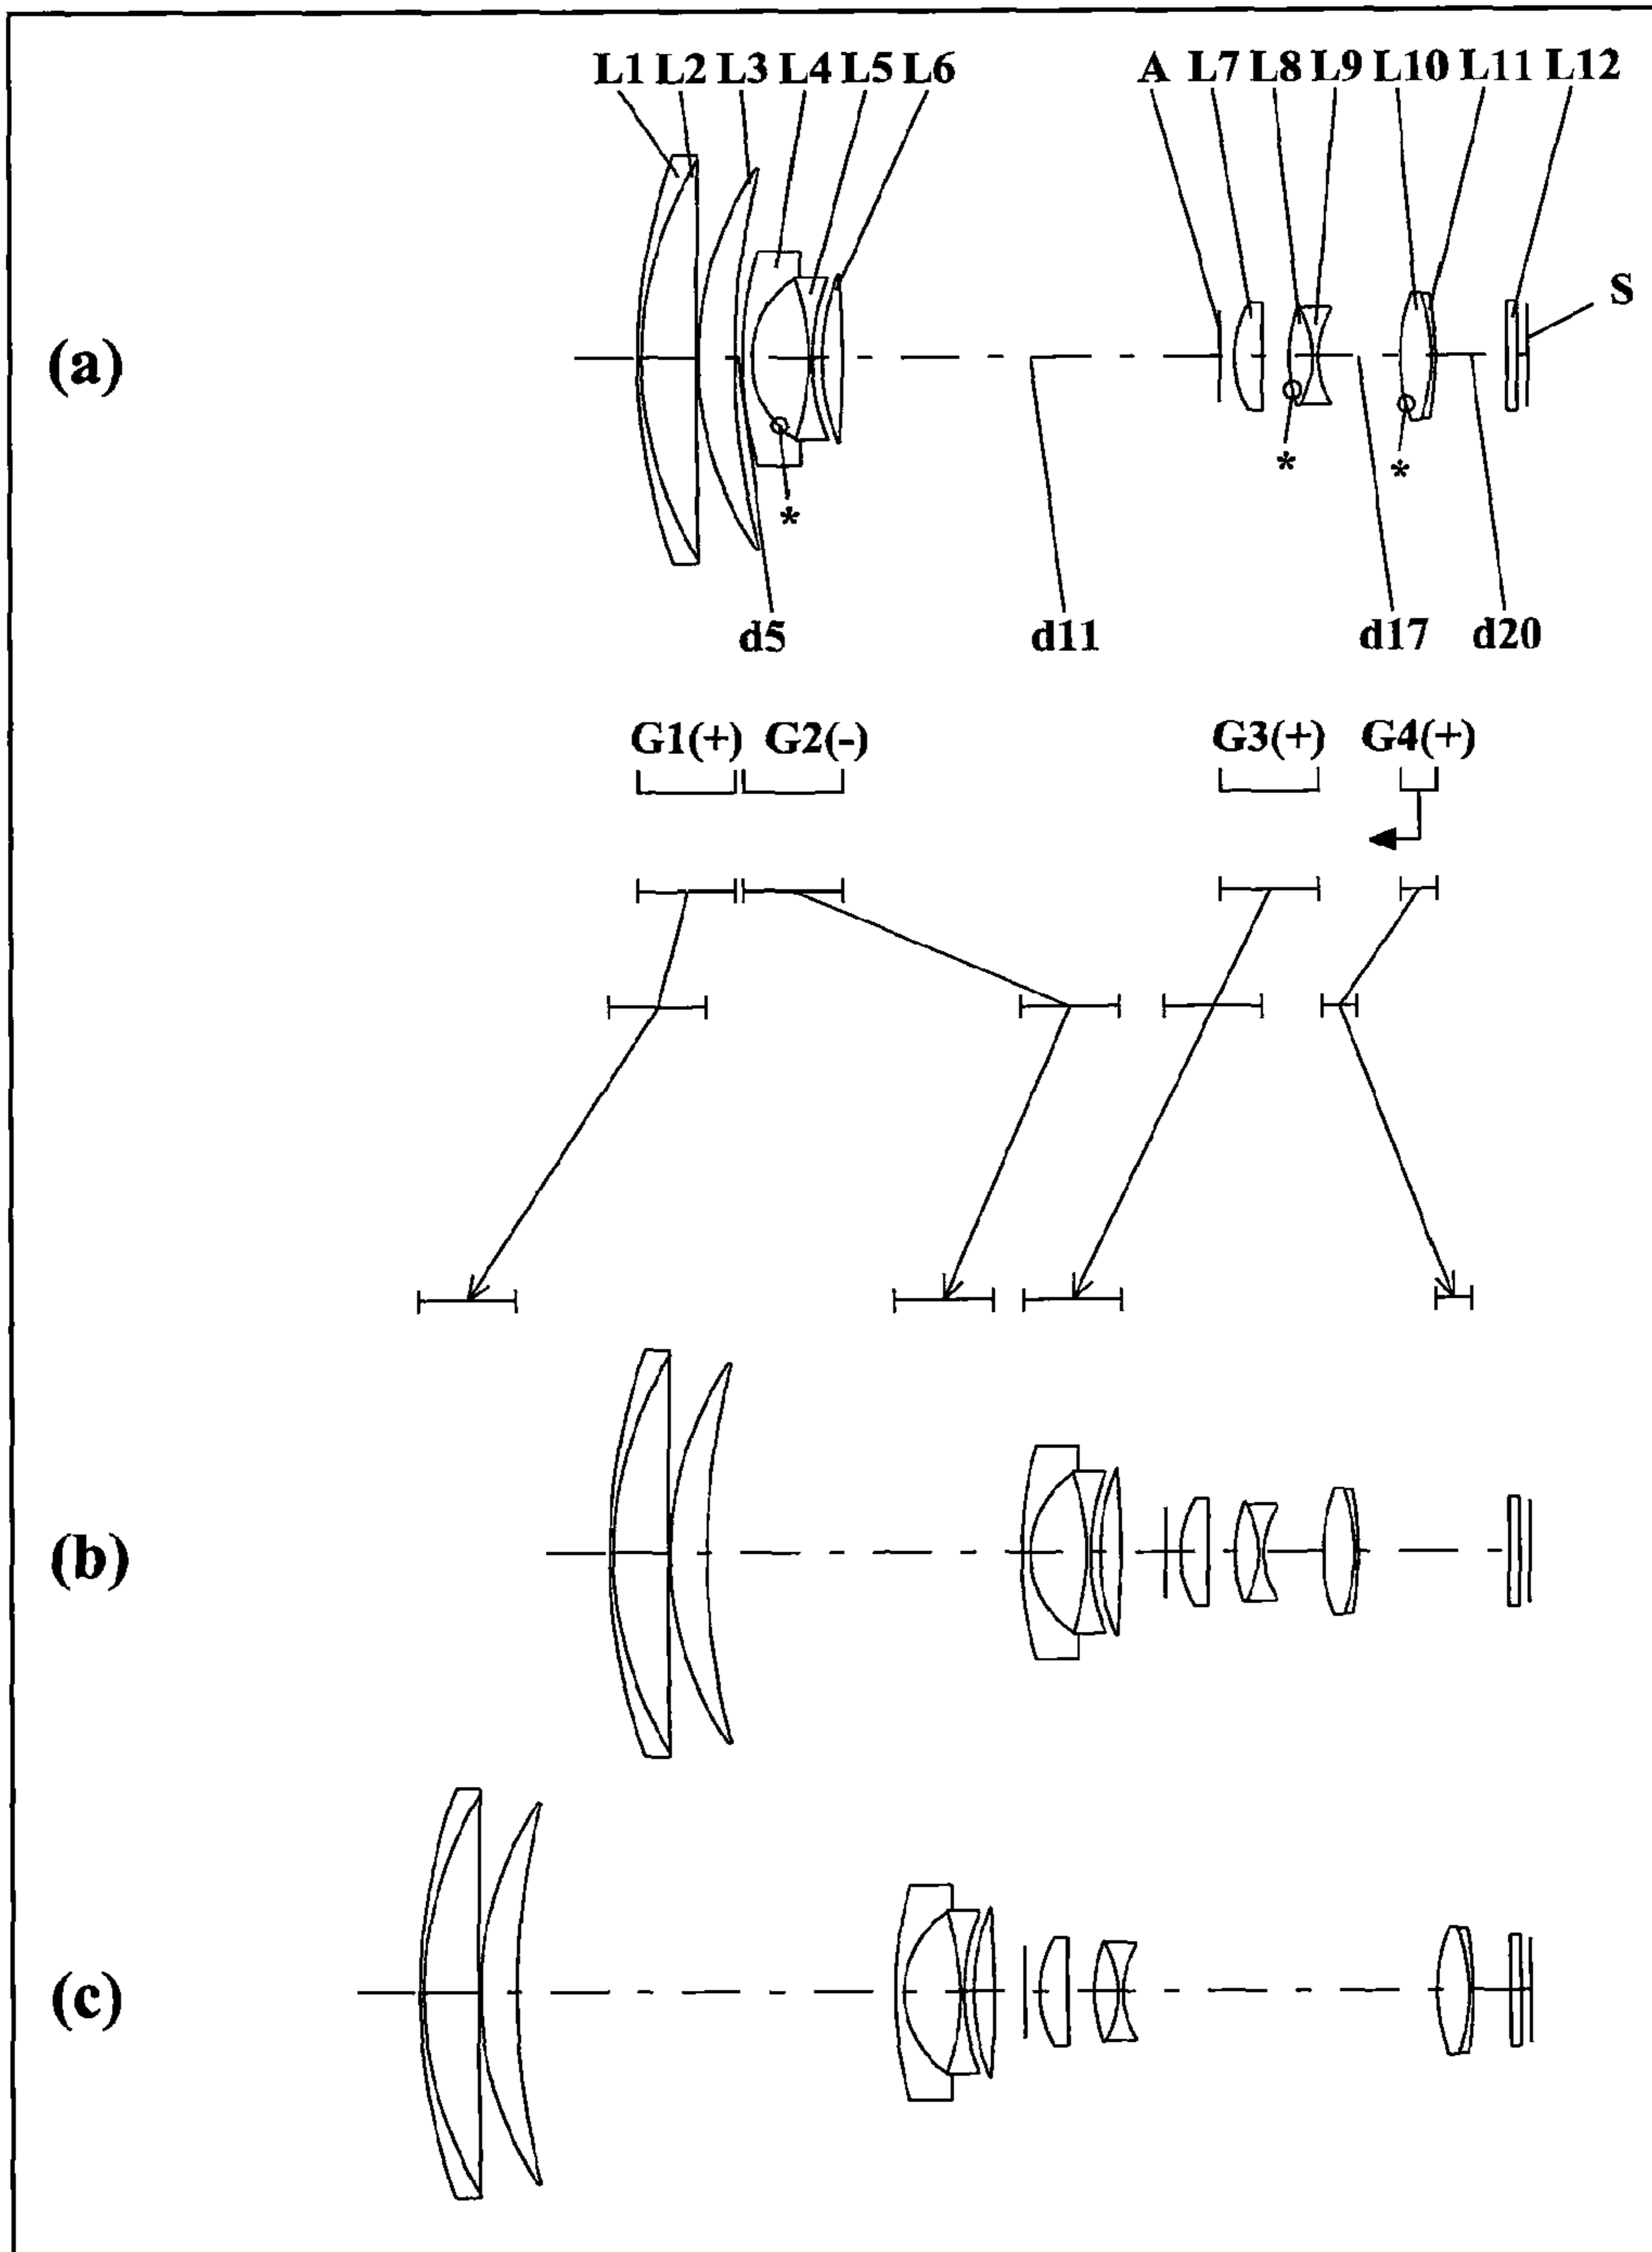 L1 L2 L3 L4 L5 L6 A L7 L8 L9 L10 L11 L12
S
(a)
* *
*
d5 d11 d17 d20
G1(+) G2(-) G3(+) G4(+)
(b)
(c)